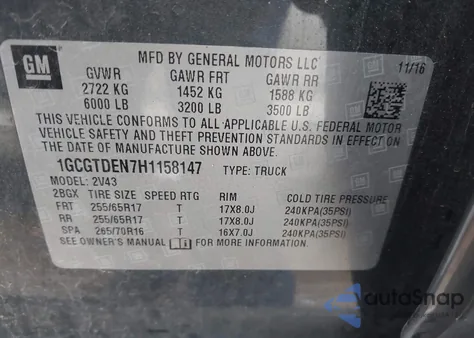 GM
MFD BY GENERAL MOTORS LLC
11/16
GVWR GAWR FRT GAWR RR
2722 KG 1452 KG 1588 KG
6000 LB 3200 LB 3500 LB
THIS VEHICLE CONFORMS TO ALL APPLICABLE U.S. FEDERAL MOTOR
VEHICLE SAFETY AND THEFT PREVENTION STANDARDS IN EFFECT ON
THE DATE OF MANUFACTURE SHOWN ABOVE.
1GCGTDEN7H1158147 TYPE: TRUCK
MODEL: 2V43
2BGX TIRE SIZE SPEED RTG RIM COLD TIRE PRESSURE
FRT 255/65R17 T 17X8.0J 240KPA(35PSI)
RR 255/65R17 T 17X8.0J 240KPA(35PSI)
SPA 265/70R16 T 16X7.0J 240KPA(35PSI)
SEE OWNER'S MANUAL FOR MORE INFORMATION.
AutoSnap